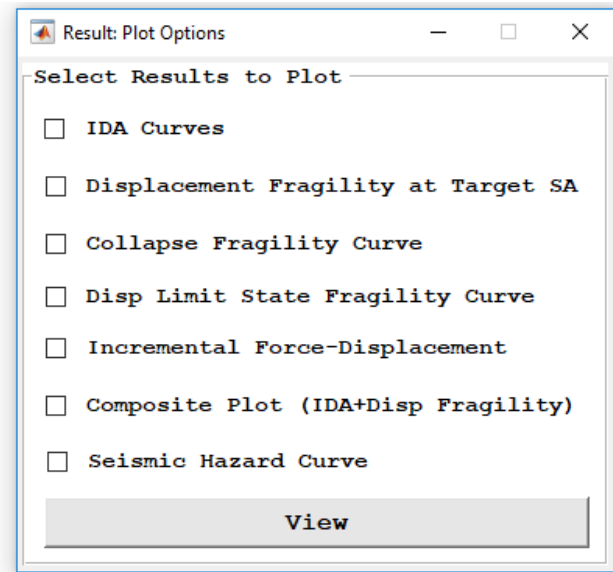 Result: Plot Options
Select Results to Plot
IDA Curves
Displacement Fragility at Target SA
Collapse Fragility Curve
Disp Limit State Fragility Curve
Incremental Force-Displacement
Composite Plot (IDA+Disp Fragility)
Seismic Hazard Curve
View